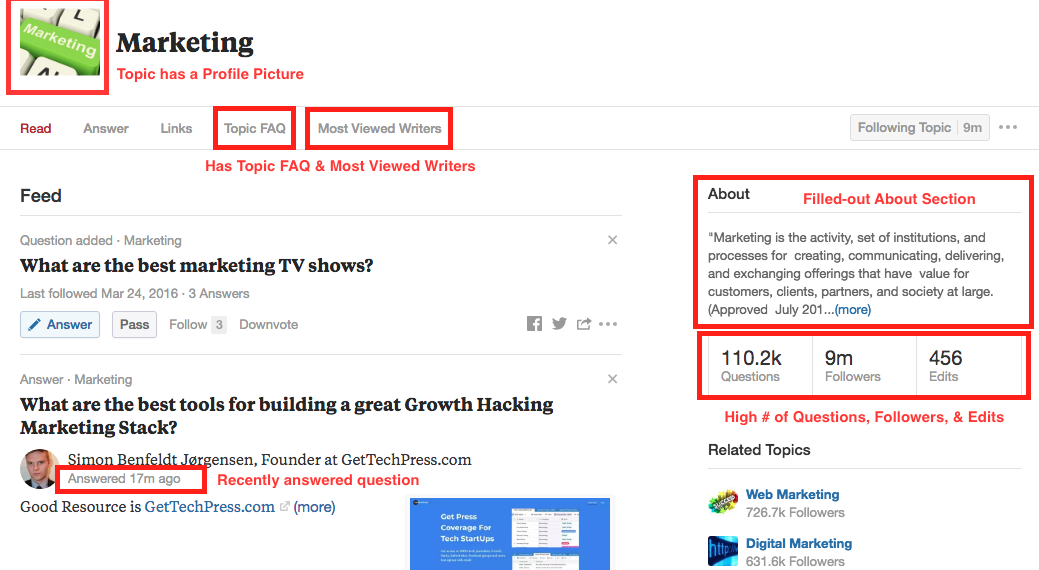 L
Marketing
Al
Marketing
Topic has a Profile Picture
Read
Answer
Links
Topic FAQ
Most Viewed Writers
Following Topic
9m
Has Topic FAQ & Most Viewed Writers
Feed
Question added · Marketing
What are the best marketing TV shows?
Last followed Mar 24, 2016 · 3 Answers
Answer
Pass
Follow 3
Downvote
Answer · Marketing
What are the best tools for building a great Growth Hacking
Marketing Stack?
Simon Benfeldt Jørgensen, Founder at GetTechPress.com
Answered 17m ago
Recently answered question
Good Resource is GetTechPress.com (more)
Get Press
Coverage For
Tech StartUps
About
Filled-out About Section
"Marketing is the activity, set of institutions, and
processes for creating, communicating, delivering,
and exchanging offerings that have value for
customers, clients, partners, and society at large.
(Approved July 201...(more)
110.2k
Questions
9m
Followers
456
Edits
High # of Questions, Followers, & Edits
Related Topics
SUCCEED
Web Marketing
726.7k Followers
http:/
Digital Marketing
631.6k Followers